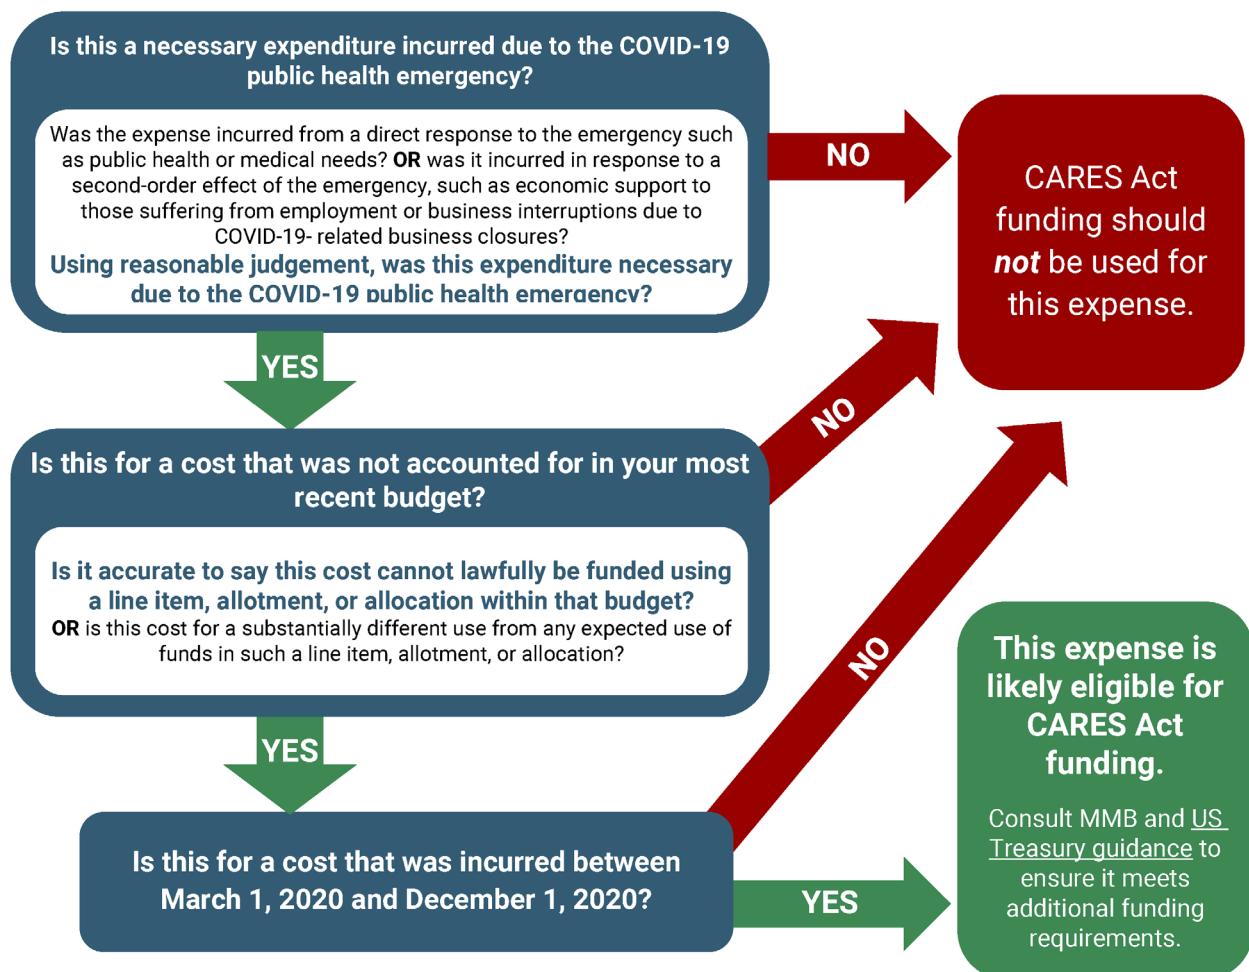 Is this a necessary expenditure incurred due to the COVID-19
public health emergency?
Was the expense incurred from a direct response to the emergency such
as public health or medical needs? OR was it incurred in response to a
second-order effect of the emergency, such as economic support to
those suffering from employment or business interruptions due to
COVID-19- related business closures?
Using reasonable judgement, was this expenditure necessary
due to the COVID-19 public health emergency?
NO
CARES Act
funding should
not be used for
this expense.
YES
NO
Is this for a cost that was not accounted for in your most
recent budget?
Is it accurate to say this cost cannot lawfully be funded using
a line item, allotment, or allocation within that budget?
OR is this cost for a substantially different use from any expected use of
funds in such a line item, allotment, or allocation?
NO
YES
Is this for a cost that was incurred between
March 1, 2020 and December 1, 2020?
YES
This expense is
likely eligible for
CARES Act
funding.
Consult MMB and US
Treasury guidance to
ensure it meets
additional funding
requirements.